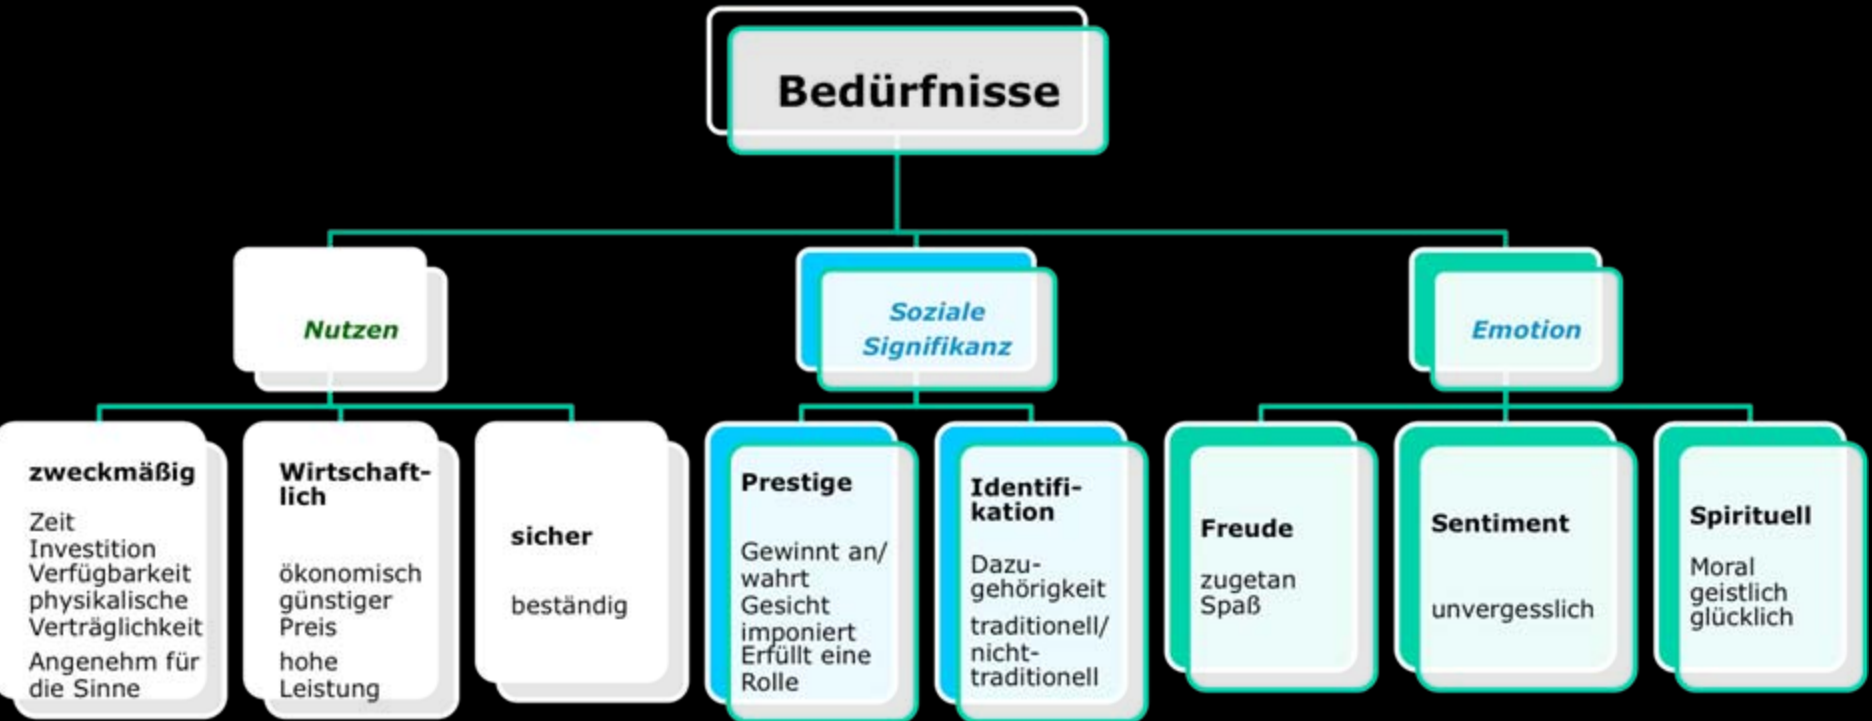 Bedürfnisse
Nutzen
Soziale
Signifikanz
Emotion
zweckmäßig
Zeit
Investition
Verfügbarkeit
physikalische
Verträglichkeit
Angenehm für
die Sinne
Wirtschaft-
lich
ökonomisch
günstiger
Preis
hohe
Leistung
sicher
beständig
Prestige
Gewinnt an/
wahrt
Gesicht
imponiert
Erfüllt eine
Rolle
Identifi-
kation
Dazu-
gehörigkeit
traditionell/
nicht-
traditionell
Freude
zugetan
Spaß
Sentiment
unvergesslich
Spirituell
Moral
geistlich
glücklich